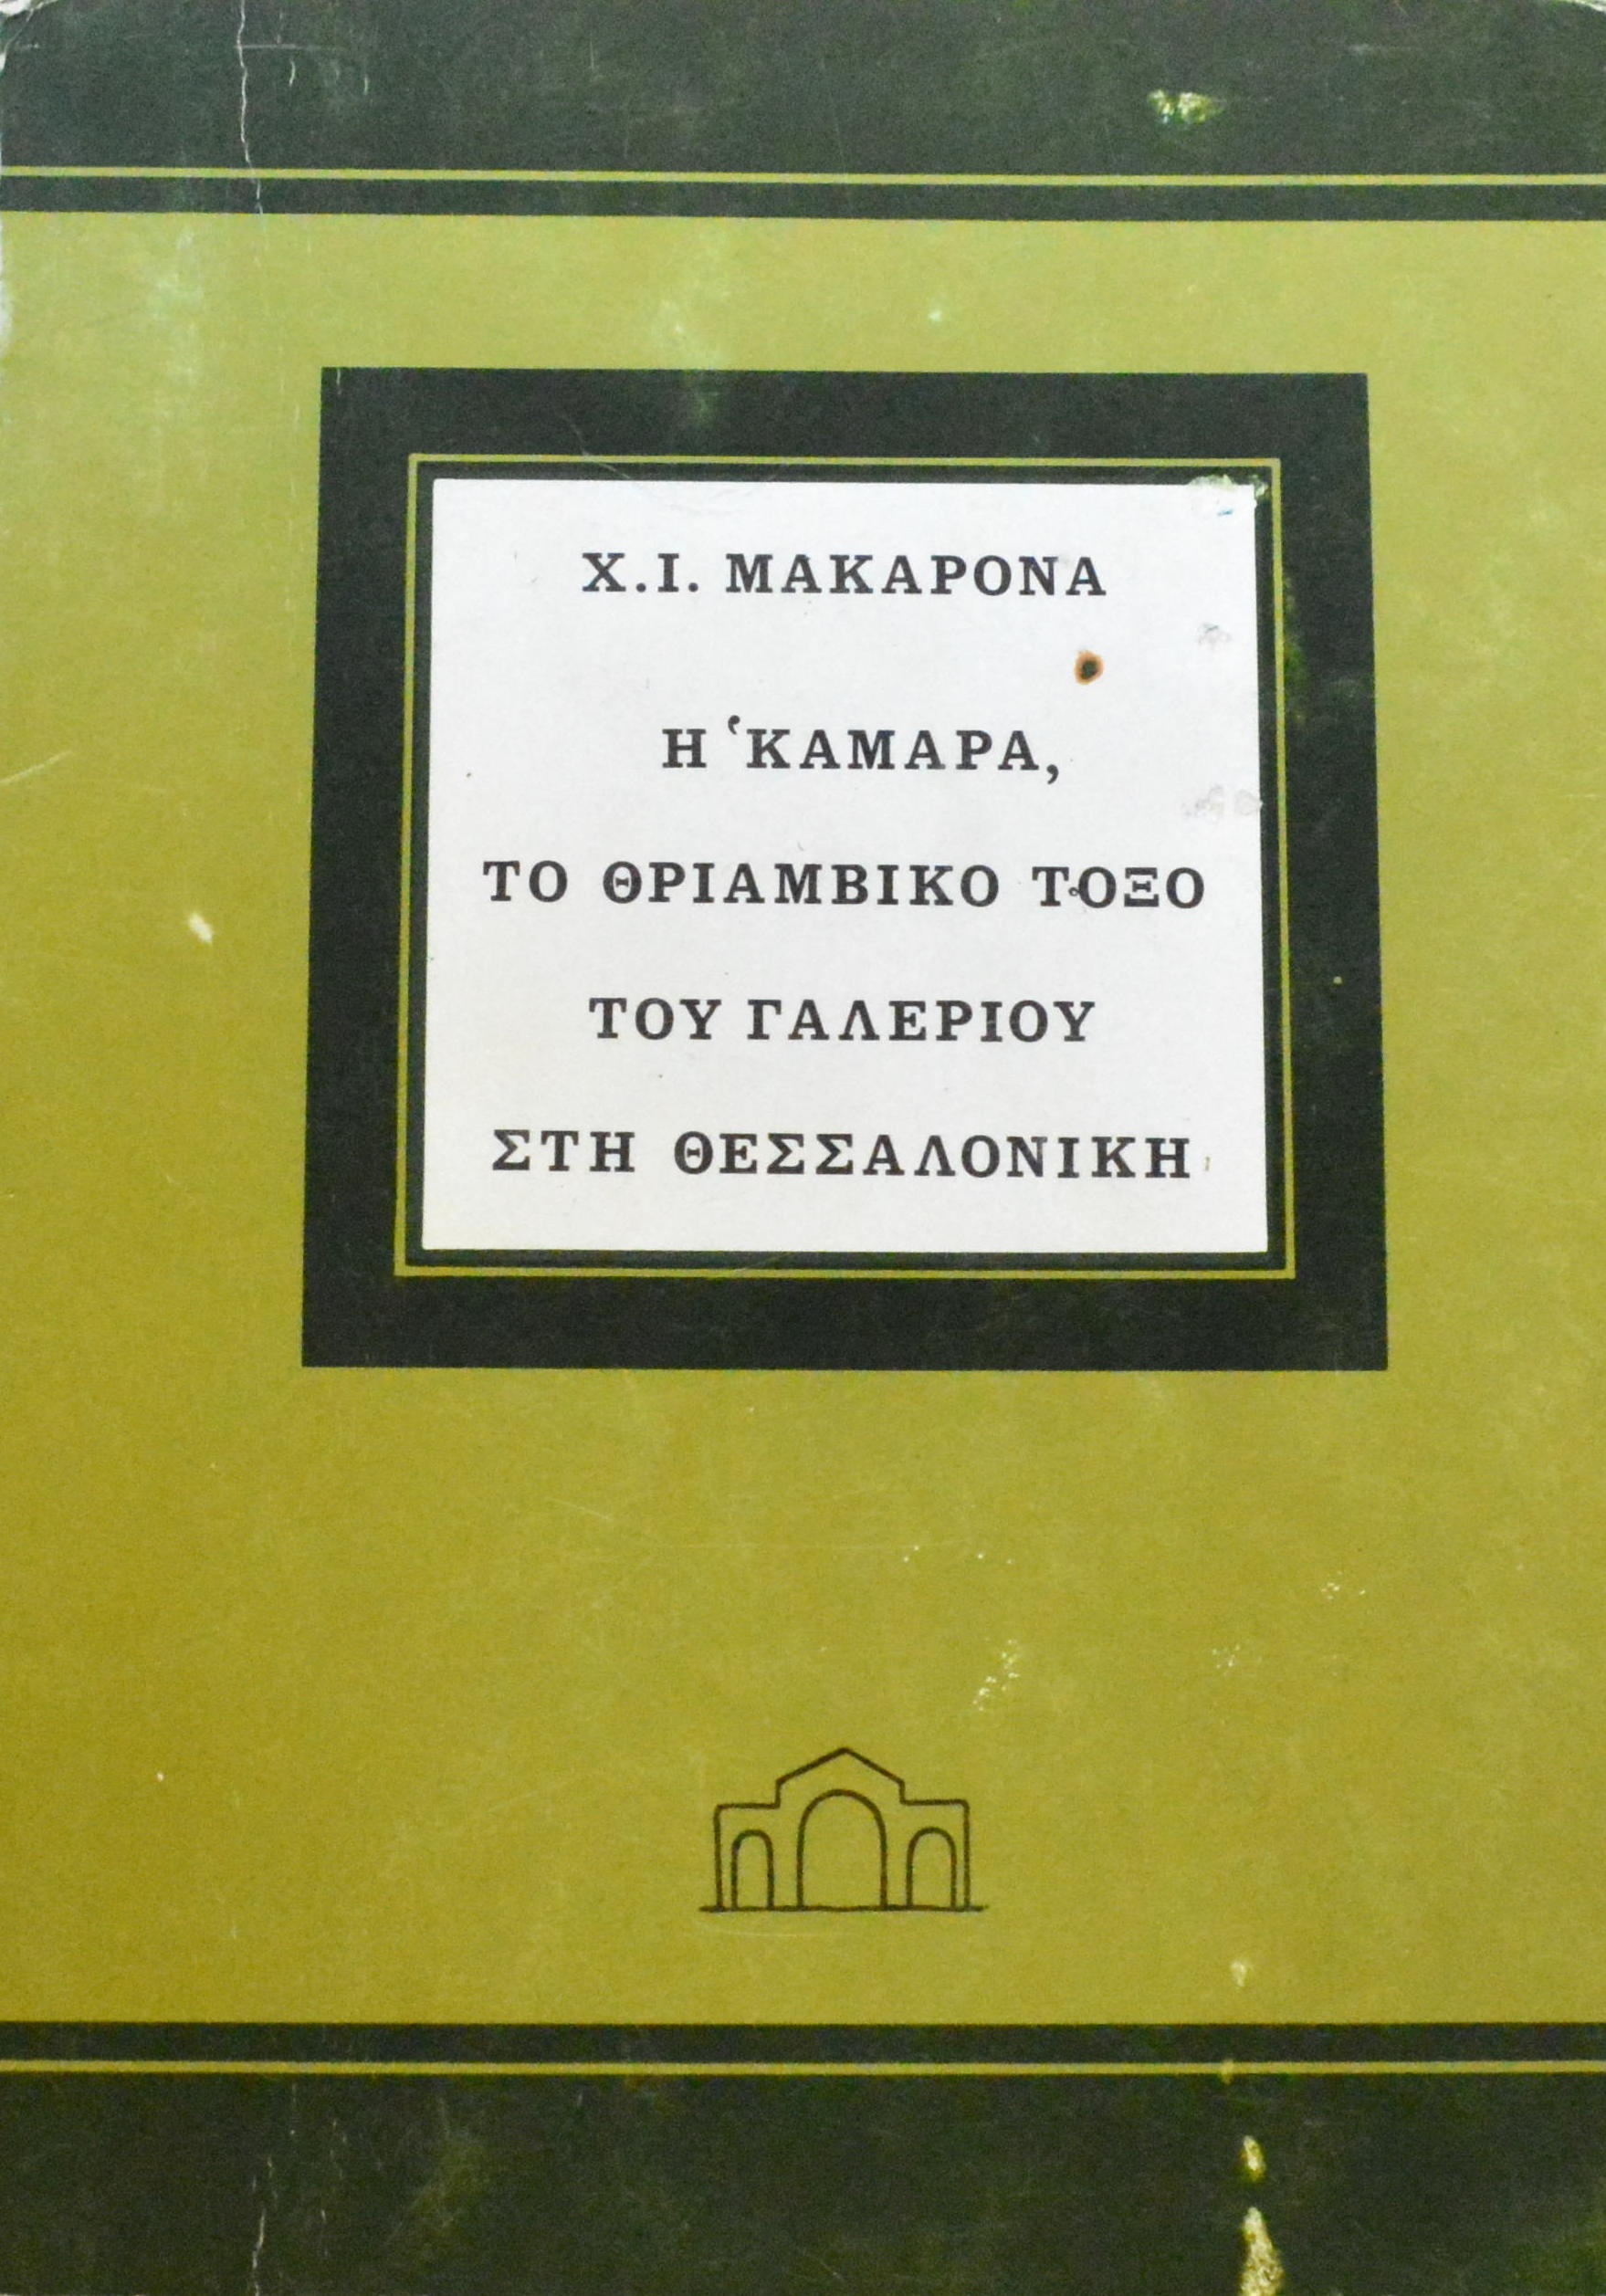 Χ.Ι. ΜΑΚΑΡΟΝΑ
Η ‛ΚΑΜΑΡΑ,
ΤΟ ΘΡΙΑΜΒΙΚΟ ΤΟΞΟ
ΤΟΥ ΓΑΛΕΡΙΟΥ
ΣΤΗ ΘΕΣΣΑΛΟΝΙΚΗ